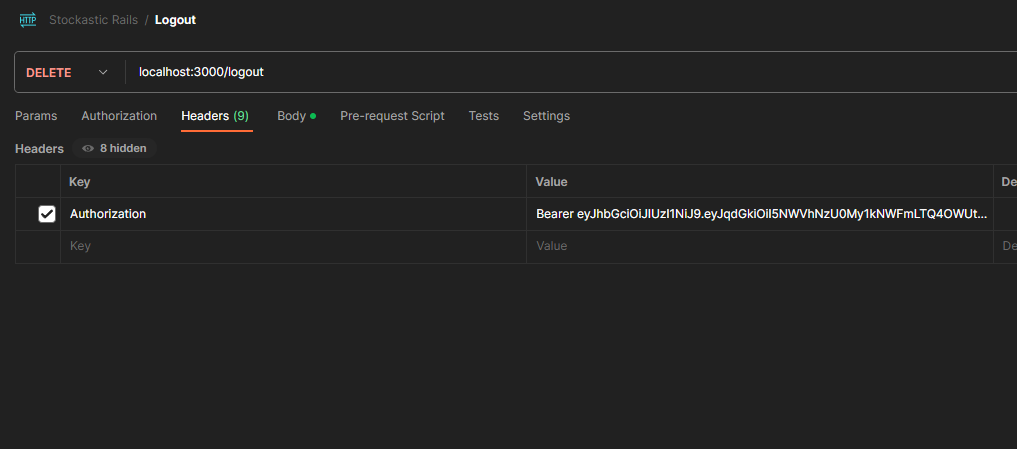 HTTP Stockastic Rails / Logout
DELETE localhost:3000/logout
Params Authorization Headers (9) Body Pre-request Script Tests Settings
Headers 8 hidden
Key Value De
Authorization Bearer eyJhbGciOiJIUzI1NiJ9.eyJqdGkiOiI5NWVhNzU0My1kNWFmLTQ4OWUt...
Key Value De